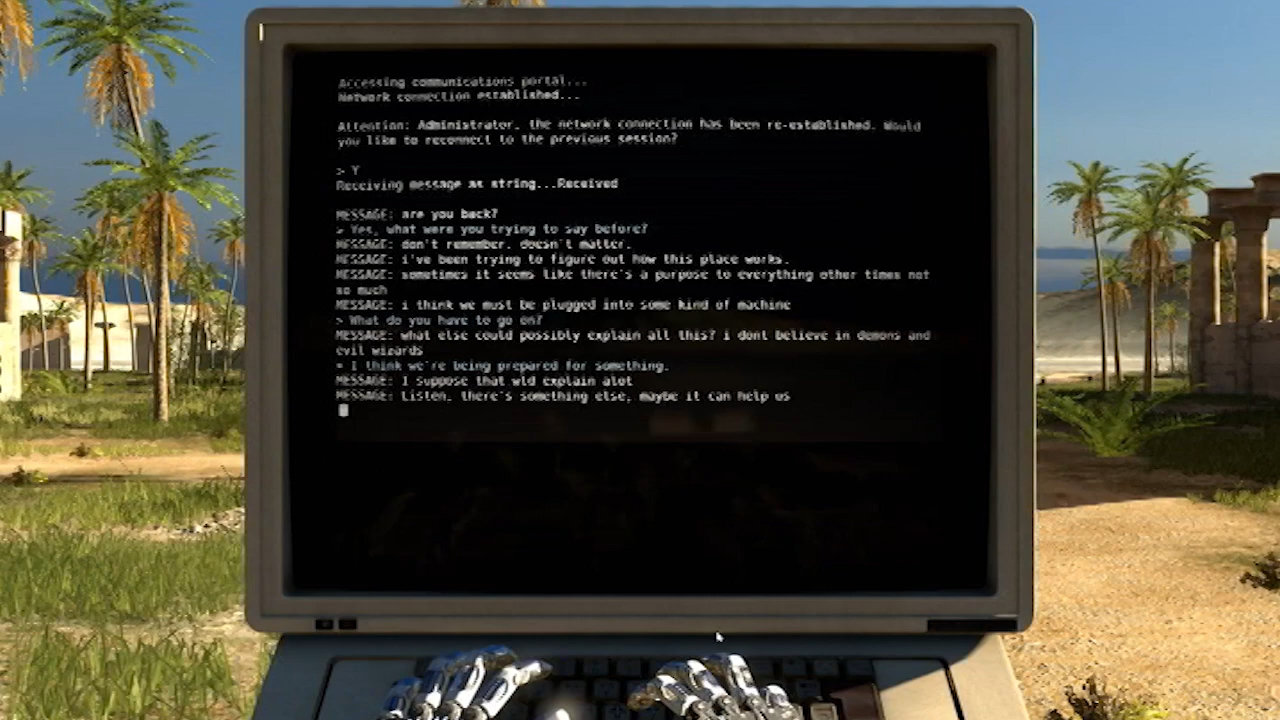 Accessing communications portal...
Network connection established...
Attention: Administrator, the network connection has been re-established. Would
you like to reconnect to the previous session?
> Y
Receiving message as string...Received
MESSAGE: are you back?
> Yes, what were you trying to say before?
MESSAGE: don't remember. doesn't matter.
MESSAGE: i've been trying to figure out how this place works.
MESSAGE: sometimes it seems like there's a purpose to everything other times not
so much
MESSAGE: i think we must be plugged into some kind of machine
> What do you have to go on?
MESSAGE: what else could possibly explain all this? i dont believe in demons and
evil wizards
> I think we're being prepared for something.
MESSAGE: I suppose that wld explain alot
MESSAGE: Listen, there's something else, maybe it can help us